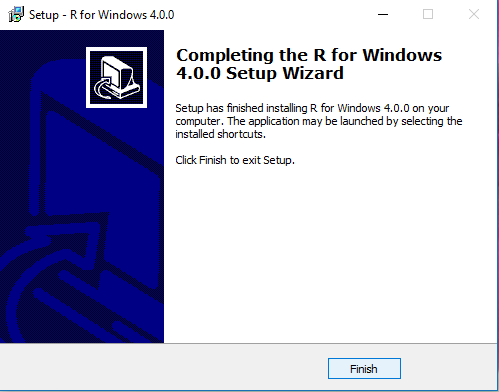 Setup - R for Windows 4.0.0
Completing the R for Windows
4.0.0 Setup Wizard
Setup has finished installing R for Windows 4.0.0 on your
computer. The application may be launched by selecting the
installed shortcuts.
Click Finish to exit Setup.
Finish